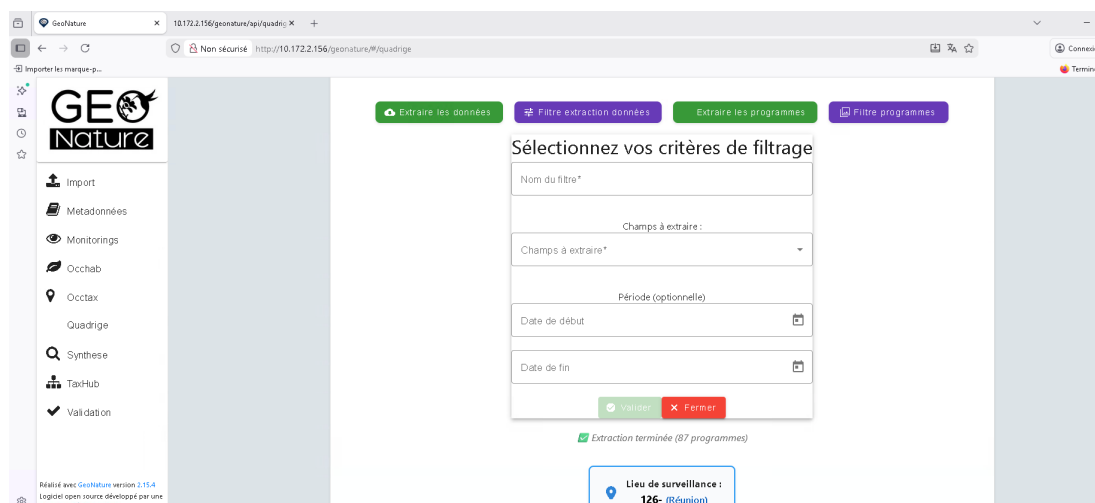 GeoNature
10.172.2.156/geonature/api/quadrig
Non sécurisé http://10.172.2.156/geonature/#/quadrige
Connexi
Importer les marque-p...
Termine
GEO
Nature
Extraire les données
Filtre extraction données
Extraire les programmes
Filtre programmes
Sélectionnez vos critères de filtrage
Nom du filtre*
Champs à extraire :
Champs à extraire*
Période (optionnelle)
Date de début
Date de fin
Valider
Fermer
Extraction terminée (87 programmes)
Lieu de surveillance :
126- (Réunion)
Import
Metadonnées
Monitorings
Occhab
Occtax
Quadrige
Synthese
TaxHub
Validation
Réalisé avec GeoNature version 2.15.4
Logiciel open source développé par une